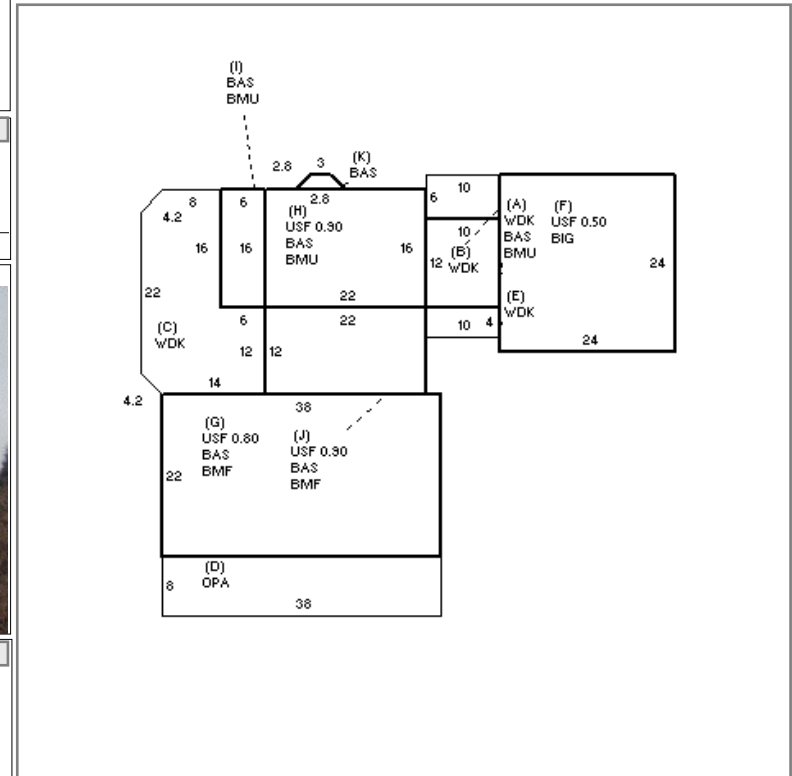 (I)
BAS
BMU
2.8 3 (K)
BAS
8 6 2.8 6 10
4.2
(H)
USF 0.90
BAS
BMU
(A)
WDK
BAS
BMU
(F)
USF 0.50
BIG
16 16 16
10
12 (B)
WDK
24
22
22
(E)
WDK
6 22
10 4
(C)
WDK
12 12
24
14
4.2
38
(G)
USF 0.80
BAS
BMF
(J)
USF 0.90
BAS
BMF
22
(D)
OPA
8
38